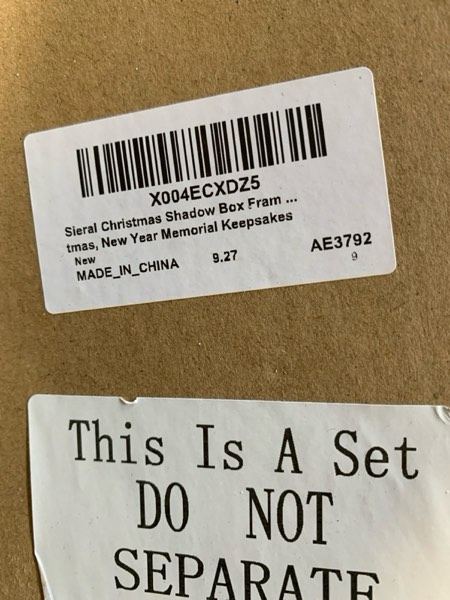 X004ECXDZ5
Sieral Christmas Shadow Box Fram ...
tmas, New Year Memorial Keepsakes
New
MADE_IN_CHINA 9.27 AE3792
9
This Is A Set
DO NOT
SEPARATE